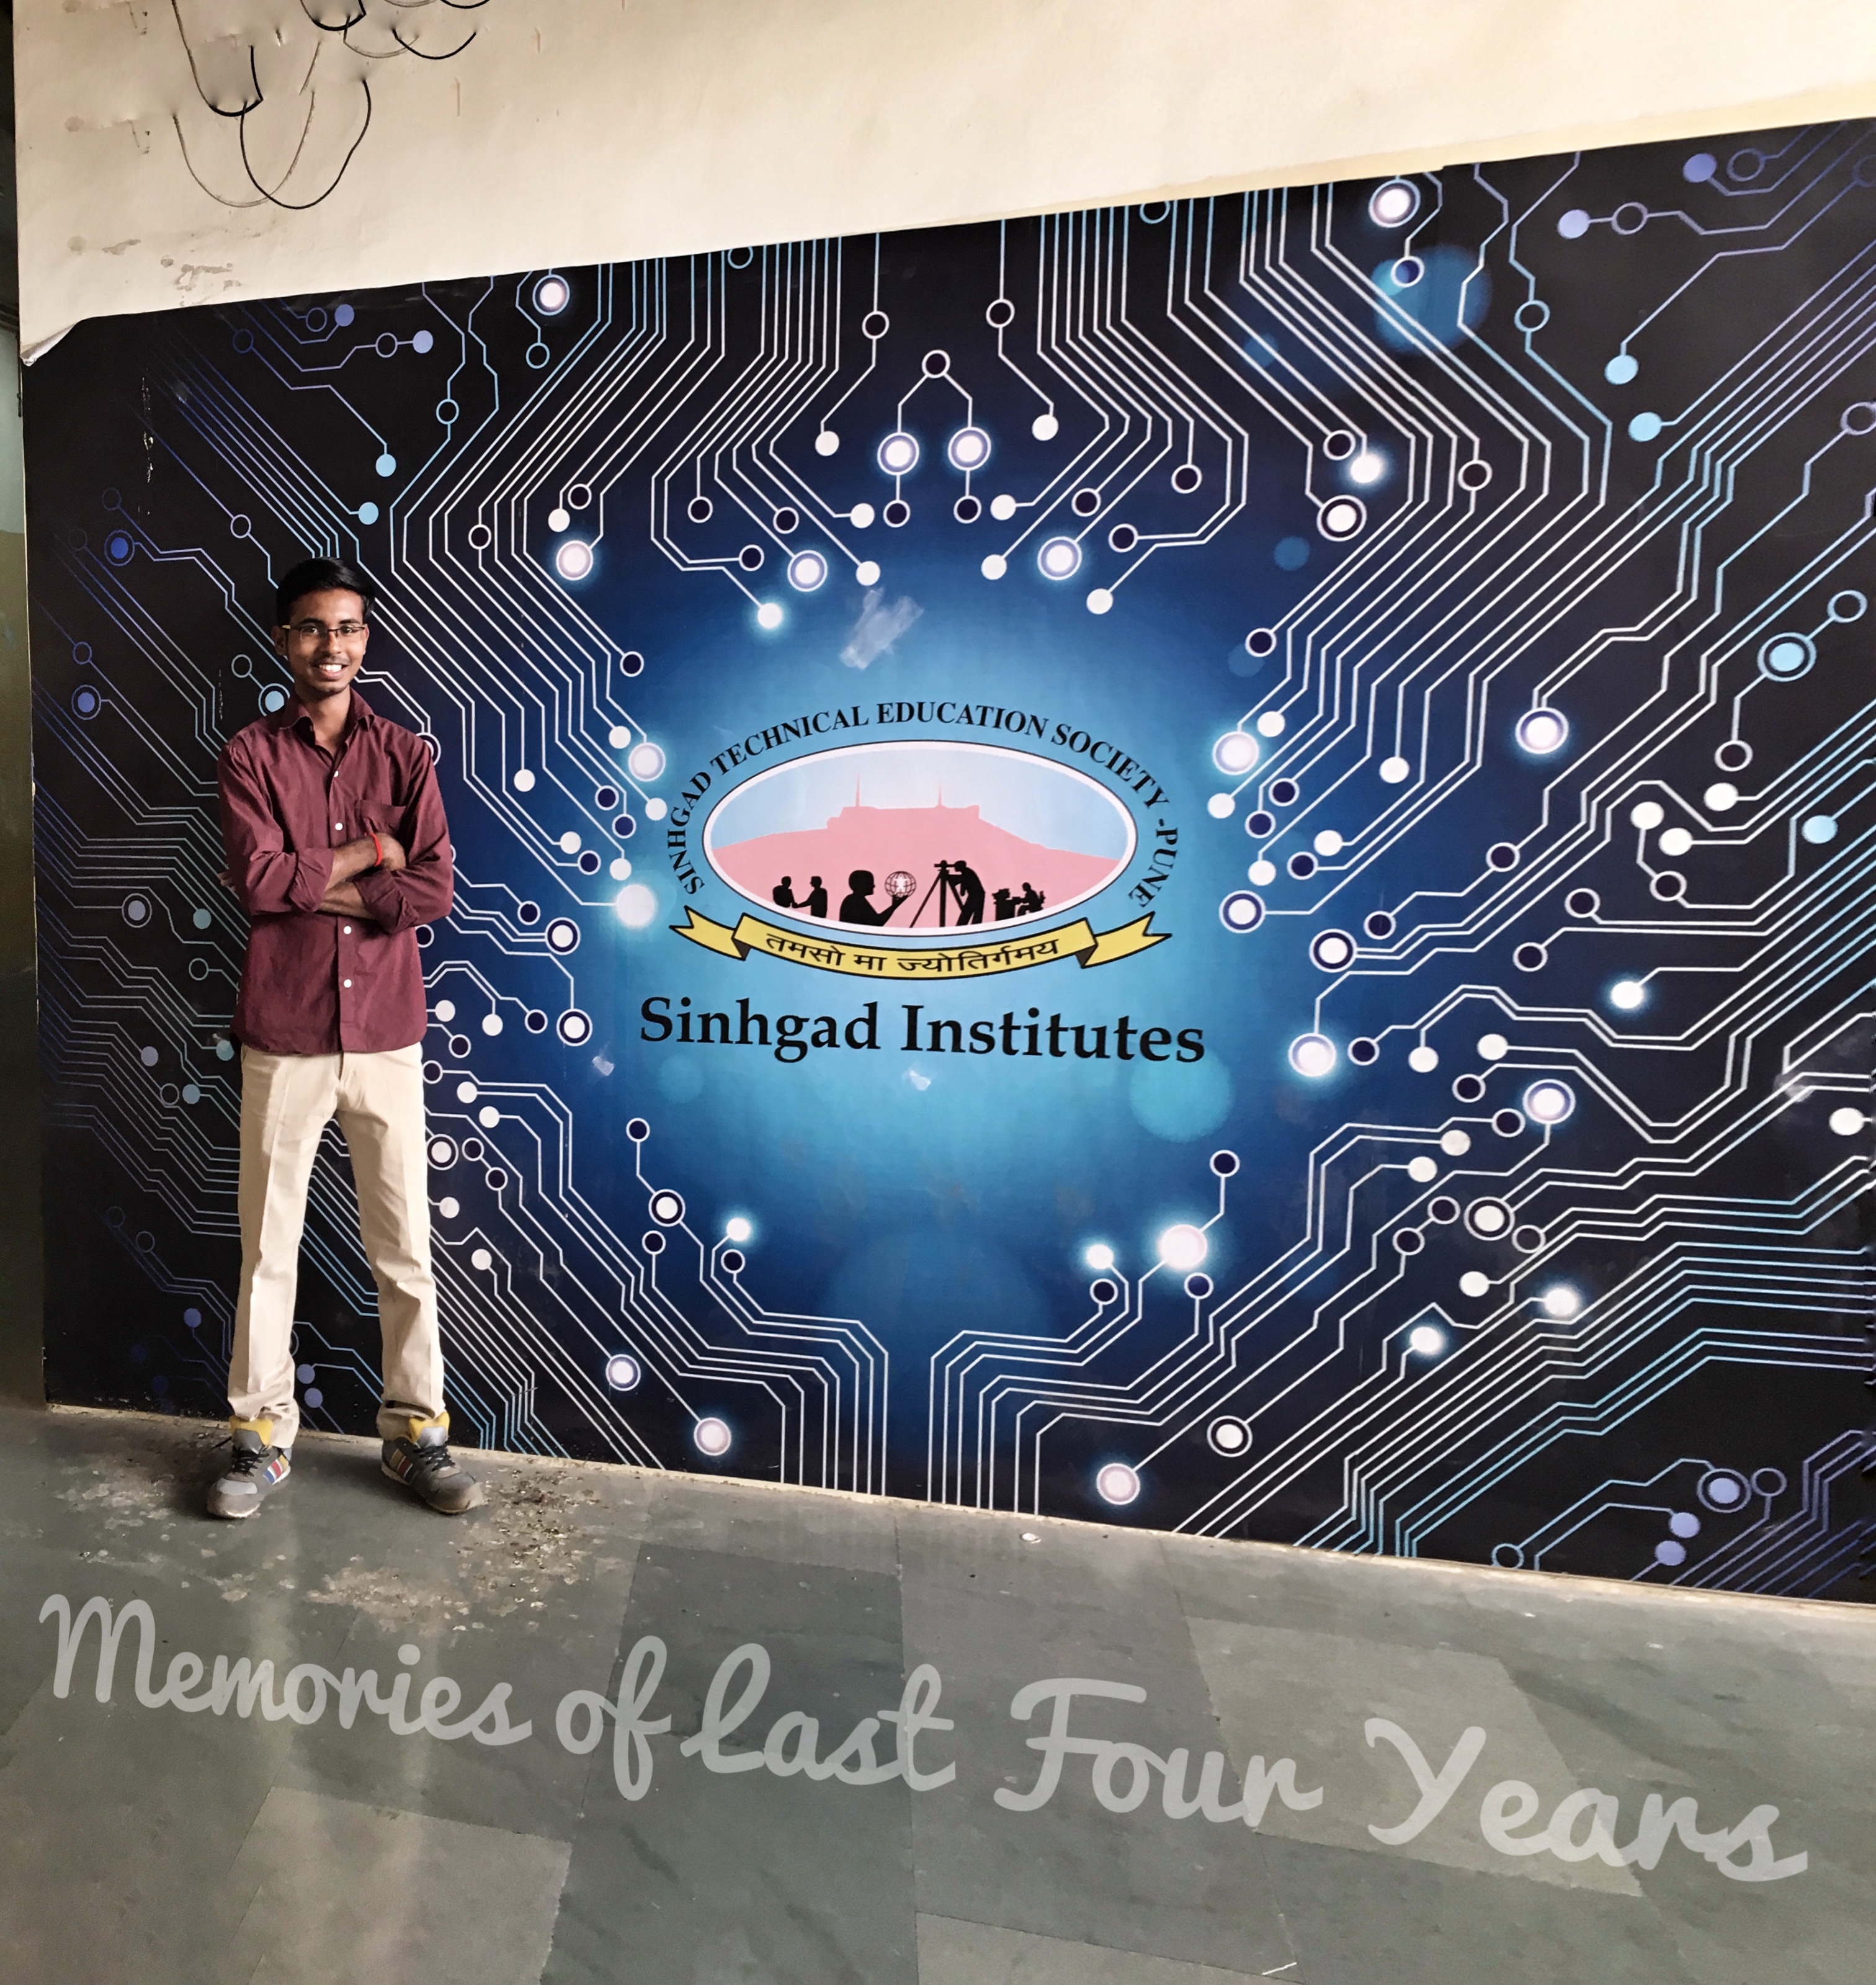 SINHGAD TECHNICAL EDUCATION SOCIETY-PUNE
तमसो मा ज्योतिर्गमय
Sinhgad Institutes
Memories of last Four Years